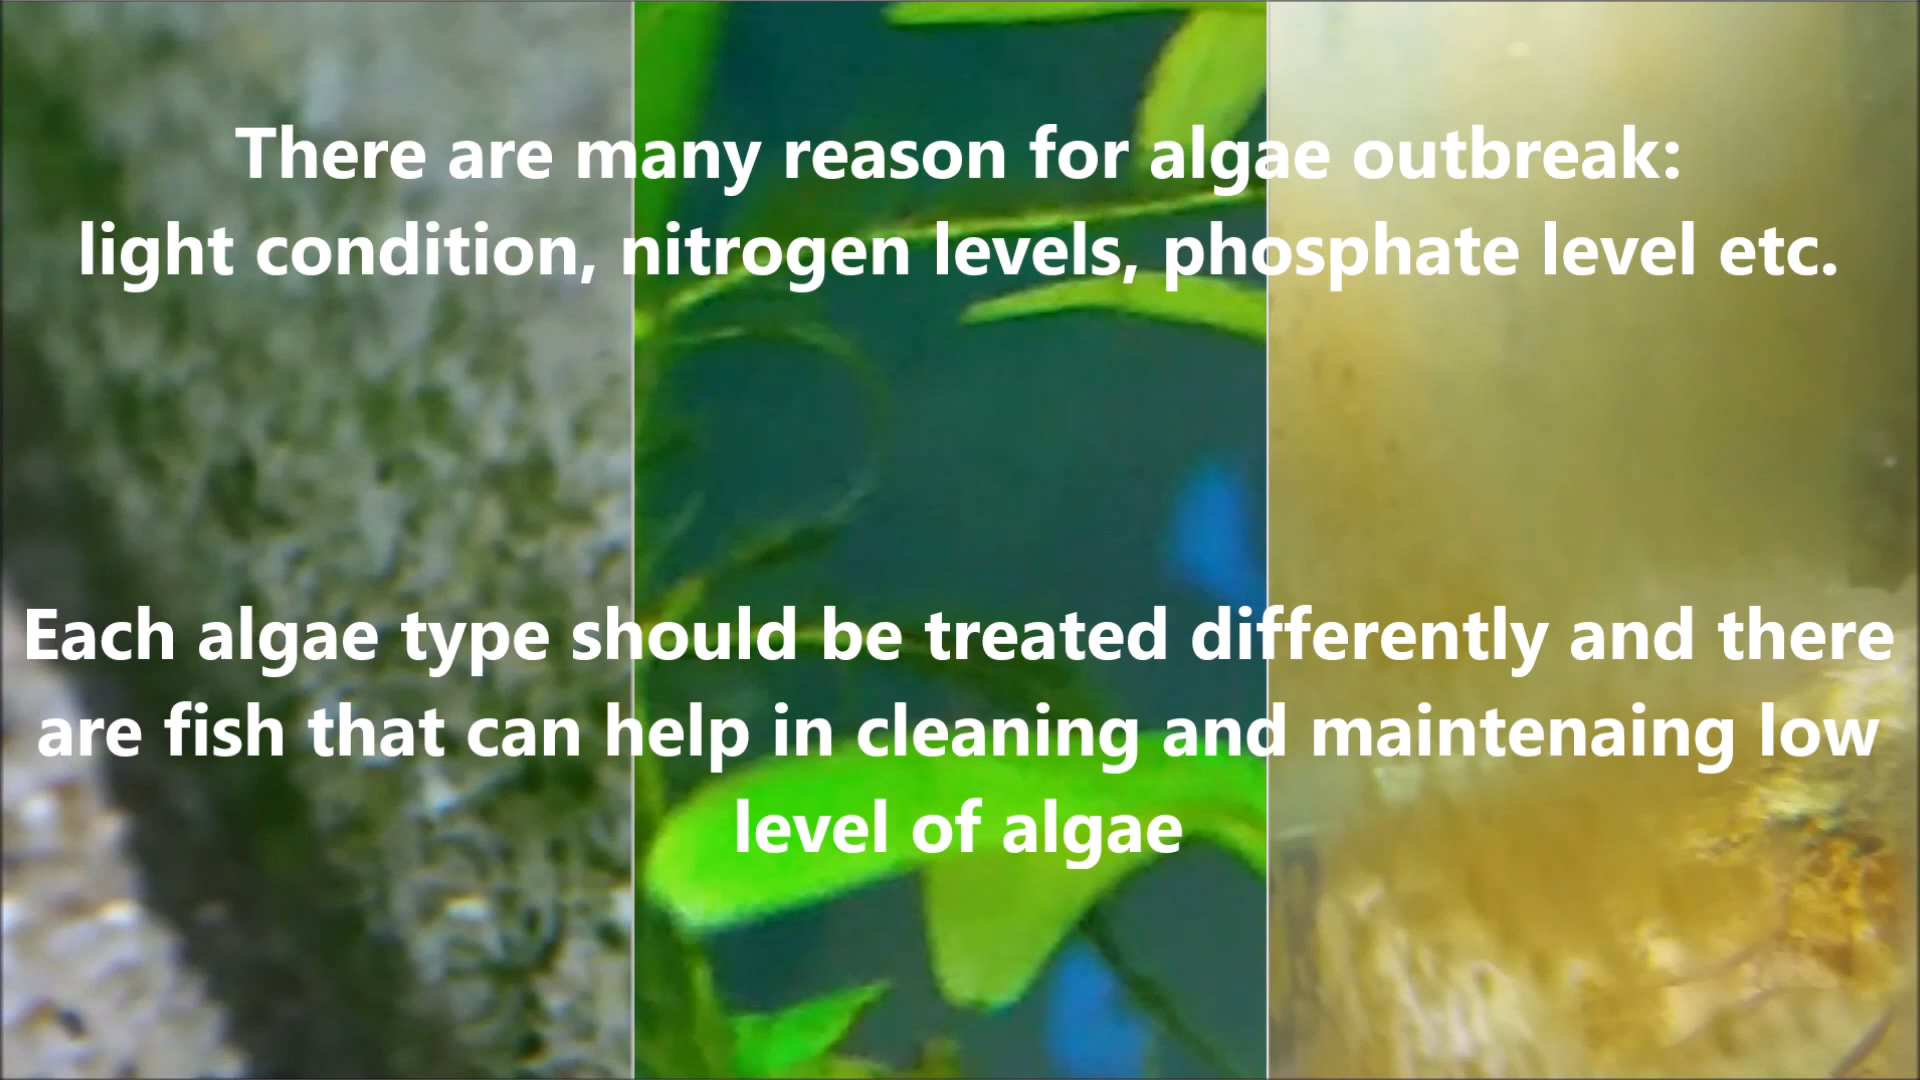 There are many reason for algae outbreak:
light condition, nitrogen levels, phosphate level etc.
Each algae type should be treated differently and there
are fish that can help in cleaning and maintenaing low
level of algae